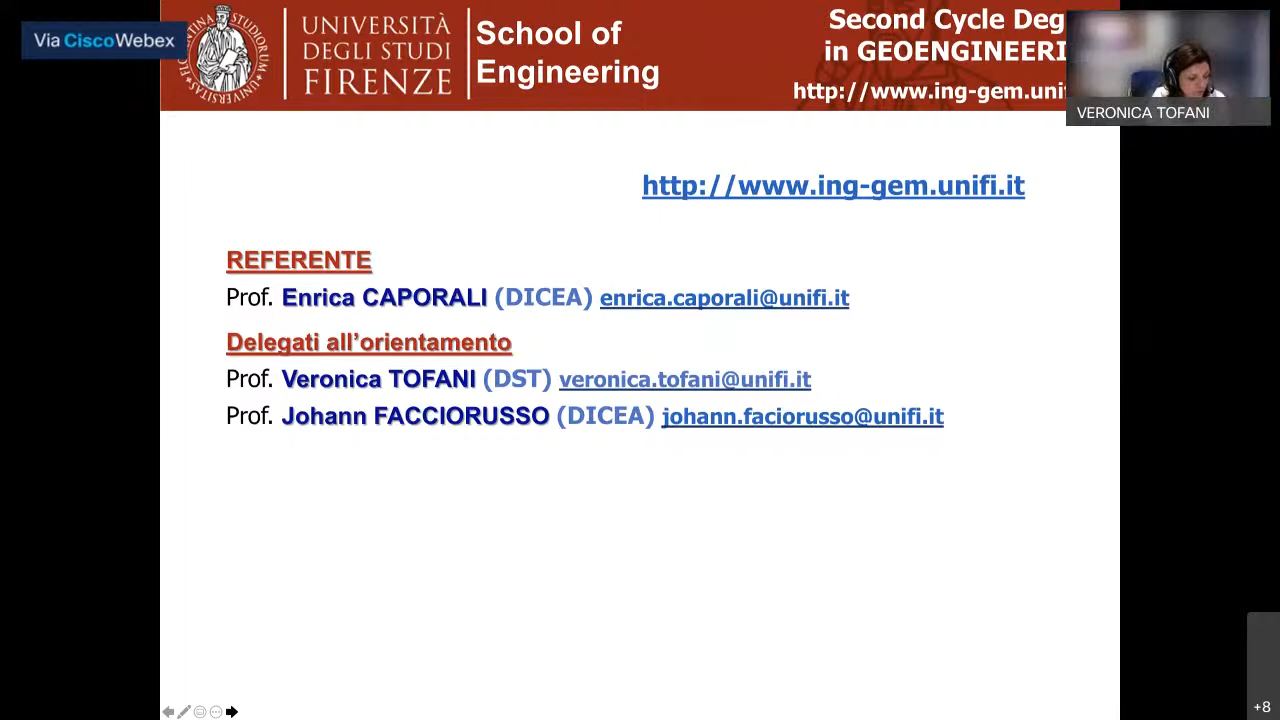 Via CiscoWebex
UNIVERSITÀ
DEGLI STUDI
FIRENZE
School of
Engineering
Second Cycle Deg
in GEOENGINEERI
http://www.ing-gem.unif
VERONICA TOFANI
http://www.ing-gem.unifi.it
REFERENTE
Prof. Enrica CAPORALI (DICEA) enrica.caporali@unifi.it
Delegati all’orientamento
Prof. Veronica TOFANI (DST) veronica.tofani@unifi.it
Prof. Johann FACCIORUSSO (DICEA) johann.faciorusso@unifi.it
+8